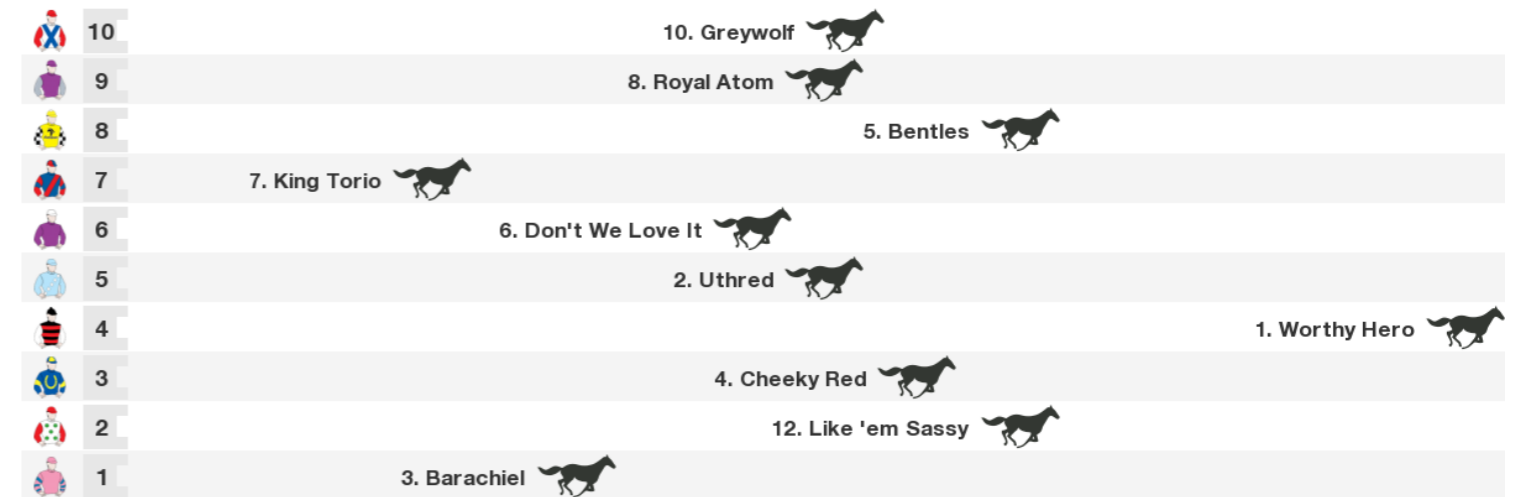 10 10. Greywolf
9 8. Royal Atom
8 5. Bentles
7 7. King Torio
6 6. Don't We Love It
5 2. Uthred
4 1. Worthy Hero
3 4. Cheeky Red
2 12. Like 'em Sassy
1 3. Barachiel